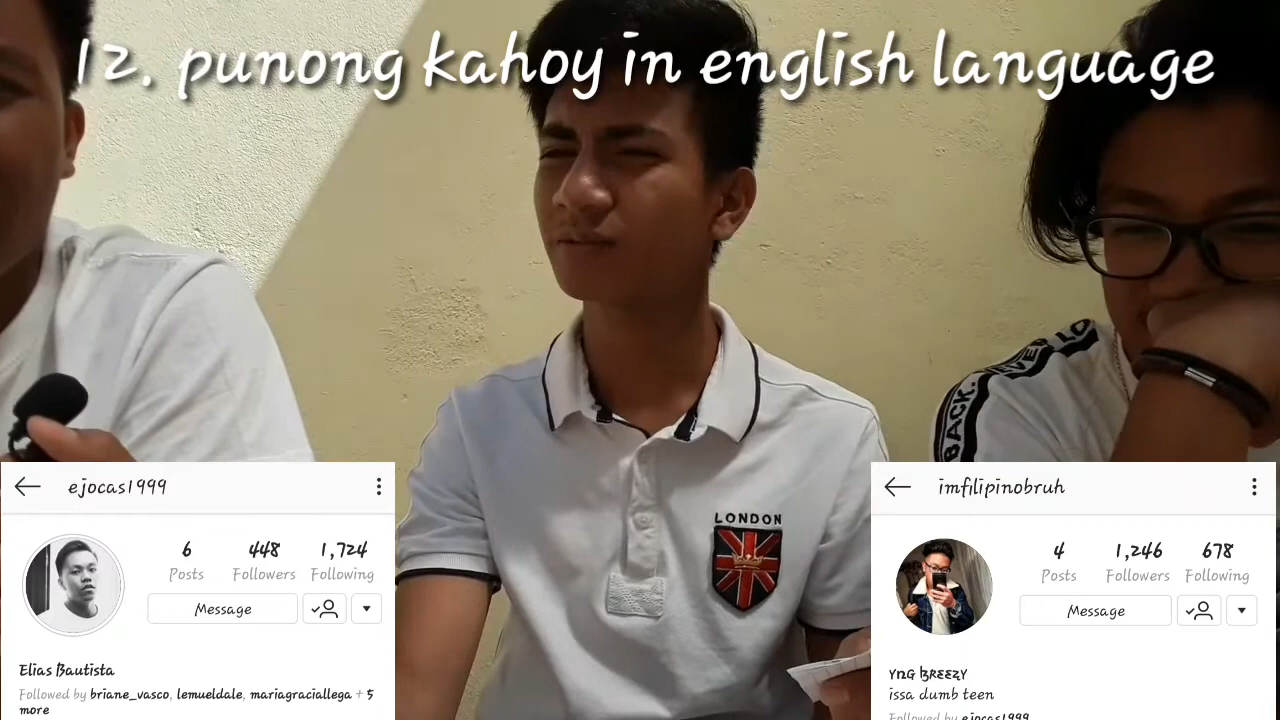 12. punong kahoy in english language
BACK.
LONDON
ejocas1999
6 448 1,724
Posts Followers Following
Message
Elias Bautista
Followed by briane_vasco, lemueldale, mariagraciallega + 5
more
imfilipinobruh
4 1,246 678
Posts Followers Following
Message
YNG BREEZY
issa dumb teen
Followed by ejocas1999